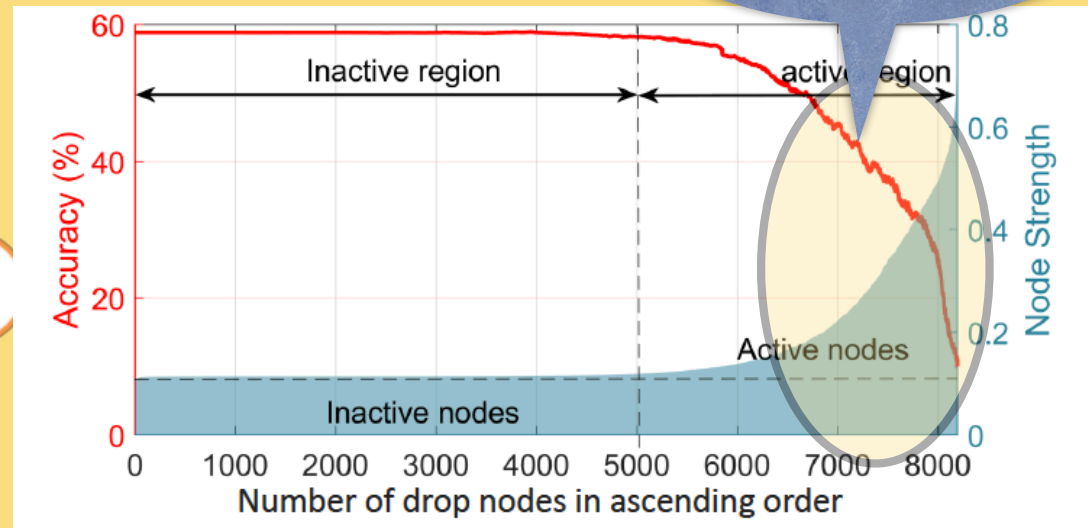 60
0.8
Inactive region
active region
0.6
Accuracy (%)
40
Node Strength
0.4
20
0.2
Active nodes
Inactive nodes
0
0
0 1000 2000 3000 4000 5000 6000 7000 8000
Number of drop nodes in ascending order